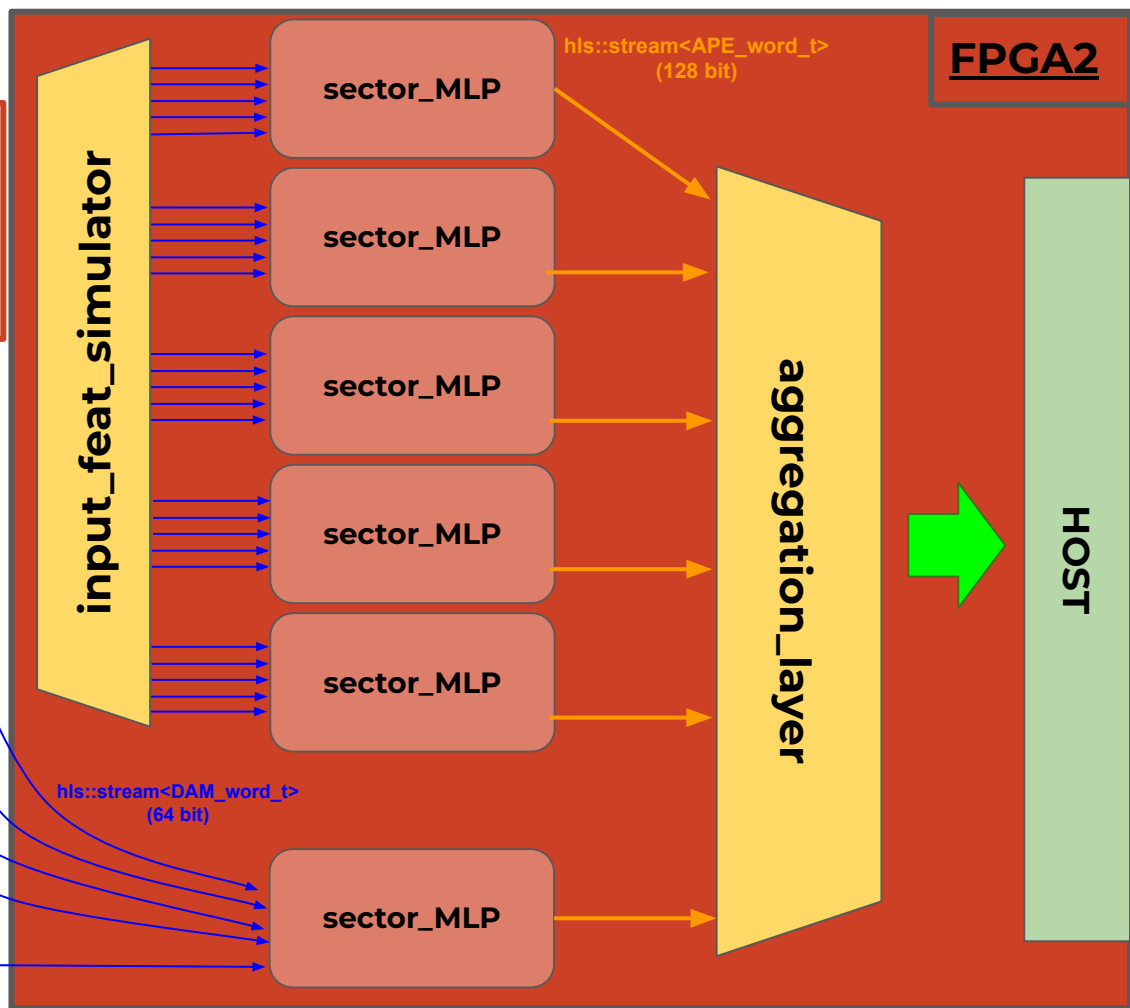 FPGA2
input_feat_simulator
sector_MLP
hls::stream<APE_word_t>
(128 bit)
sector_MLP
sector_MLP
sector_MLP
sector_MLP
hls::stream<DAM_word_t>
(64 bit)
sector_MLP
aggregation_layer
HOST